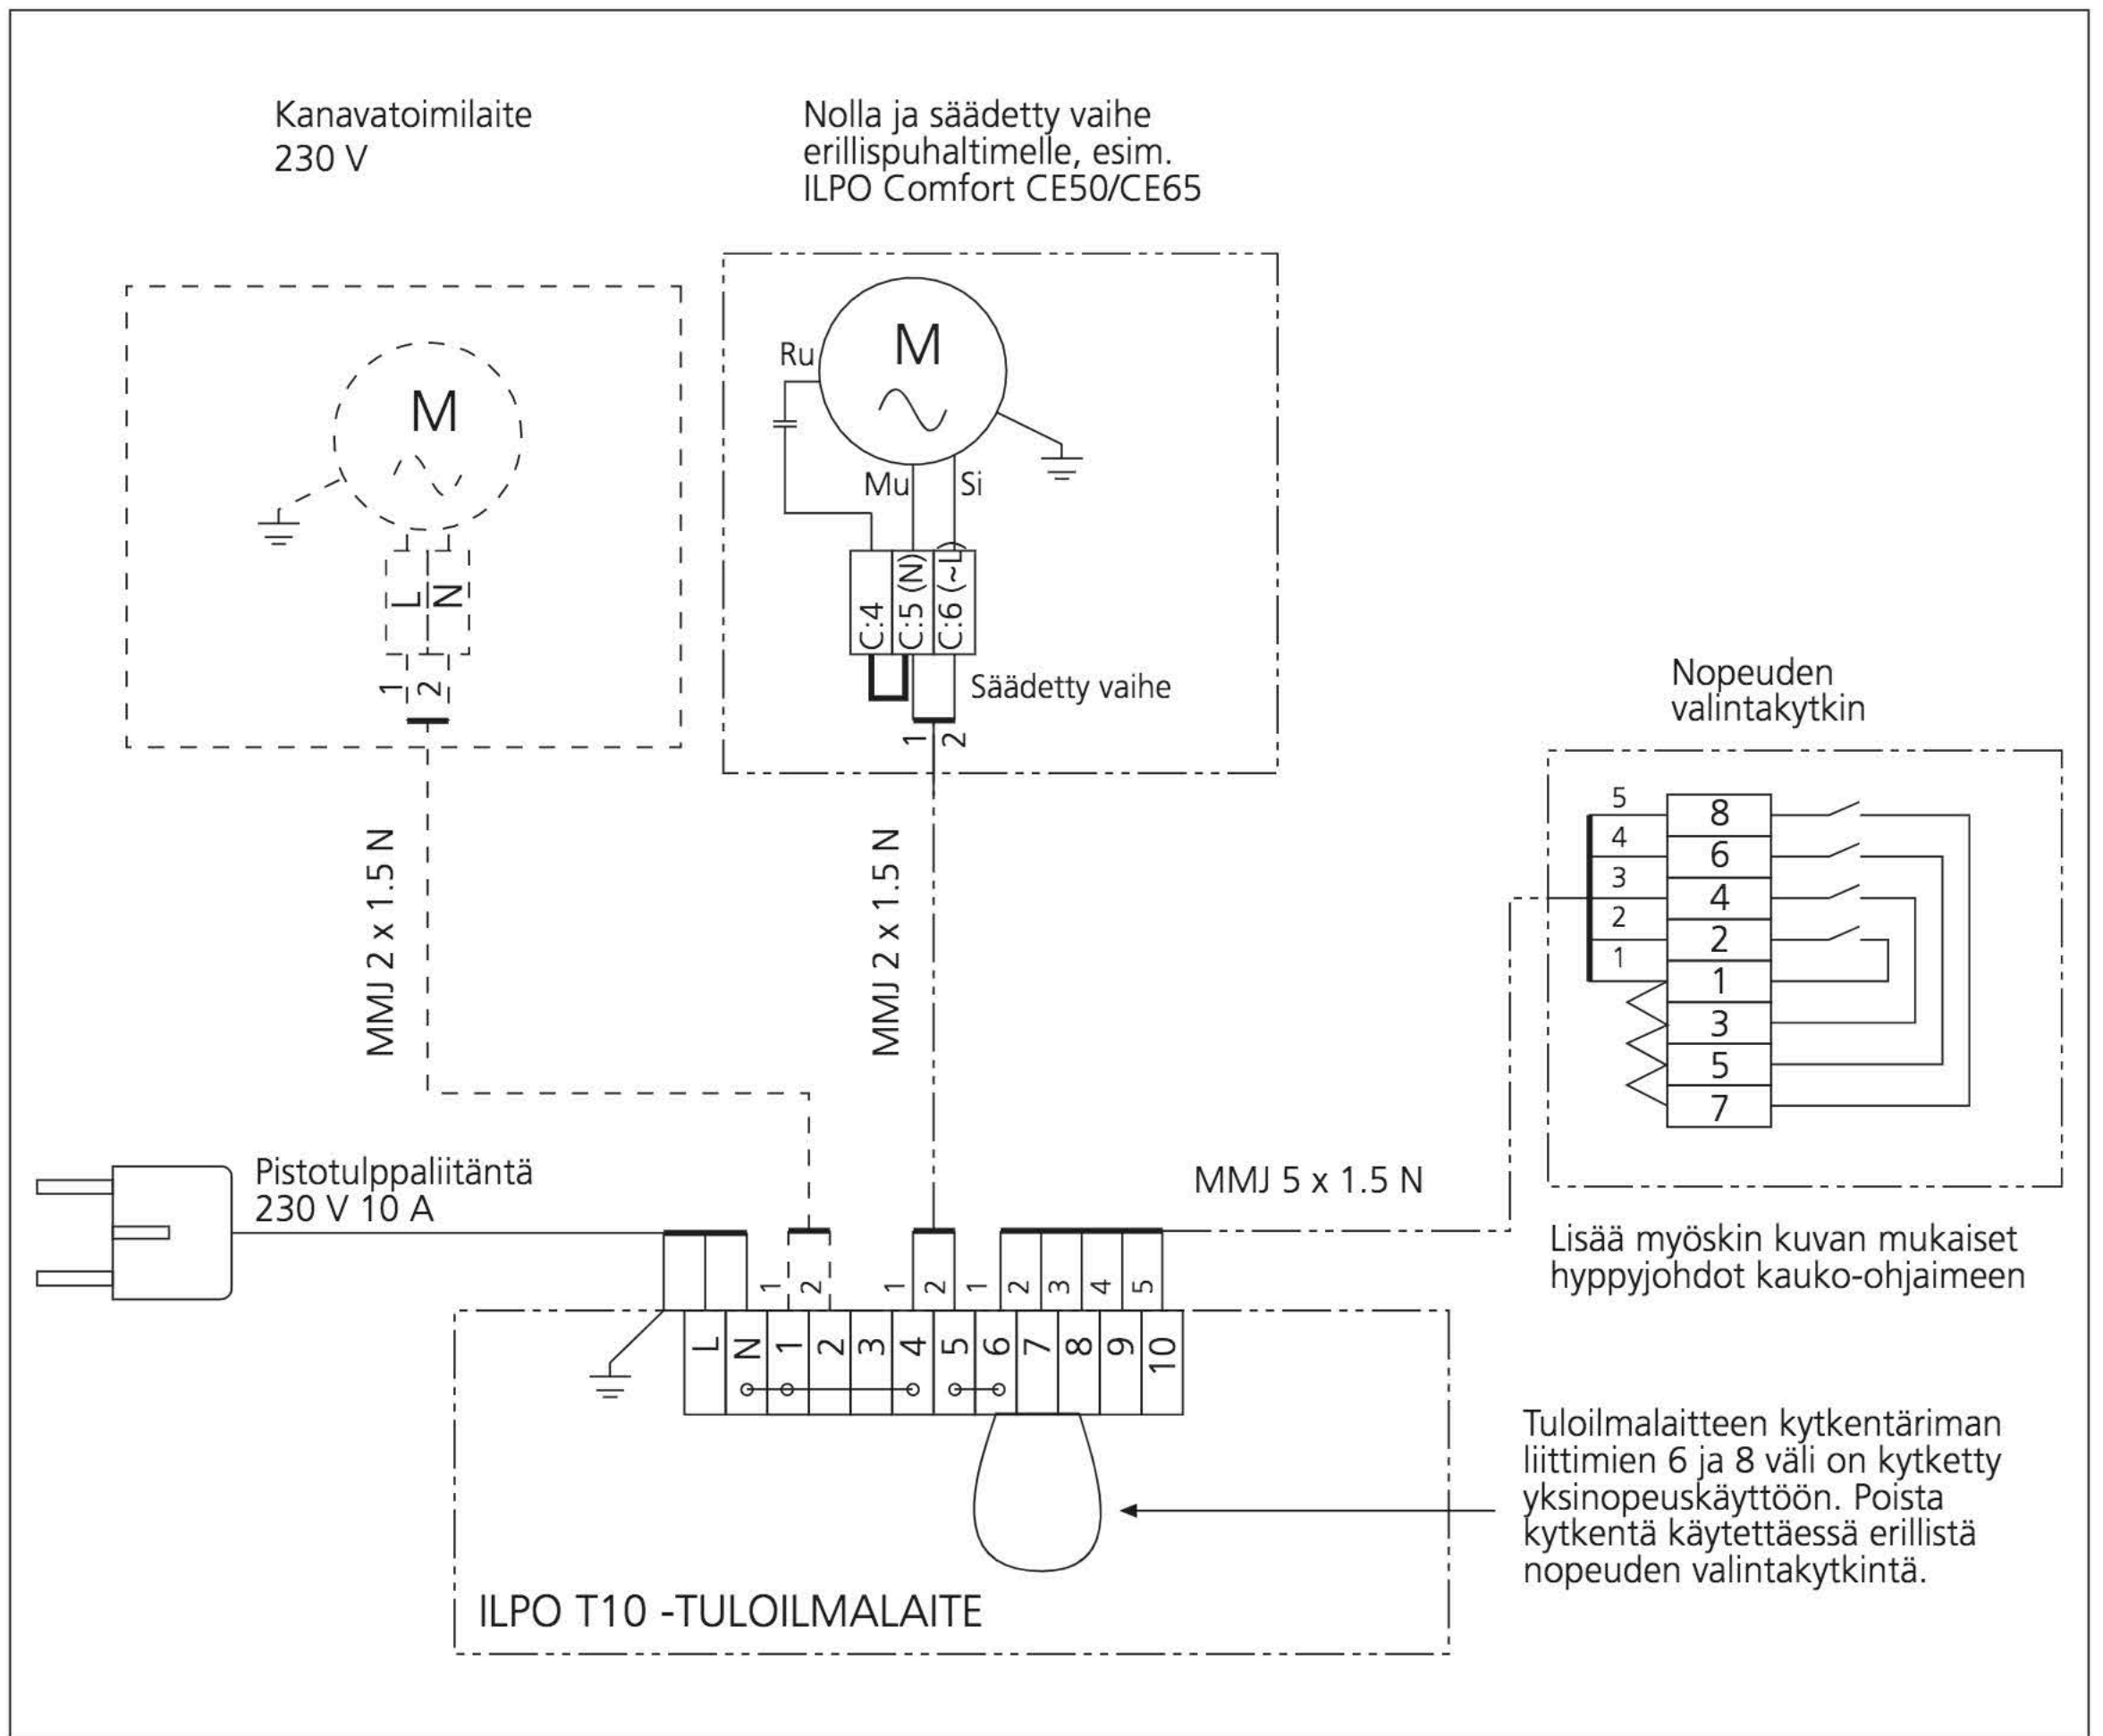 Kanavatoimilaite
230 V
Nolla ja säädetty vaihe
erillispuhaltimelle, esim.
ILPO Comfort CE50/CE65
M
L
N
1
2
Ru
M
Mu
Si
C:4
C:5 (N)
C:6 (~L)
Säädetty vaihe
1
2
MMJ 2 x 1.5 N
MMJ 2 x 1.5 N
Nopeuden
valintakytkin
5
4
3
2
1
8
6
4
2
1
3
5
7
Lisää myöskin kuvan mukaiset
hyppyjohdot kauko-ohjaimeen
Pistotulppaliitäntä
230 V 10 A
MMJ 5 x 1.5 N
1
2
1
2
1
2
3
4
5
L
N
1
2
3
4
5
6
7
8
9
10
Tuloilmalaitteen kytkentäriman
liittimien 6 ja 8 väli on kytketty
yksinopeuskäyttöön. Poista
kytkentä käytettäessä erillistä
nopeuden valintakytkintä.
ILPO T10 -TULOILMALAITE